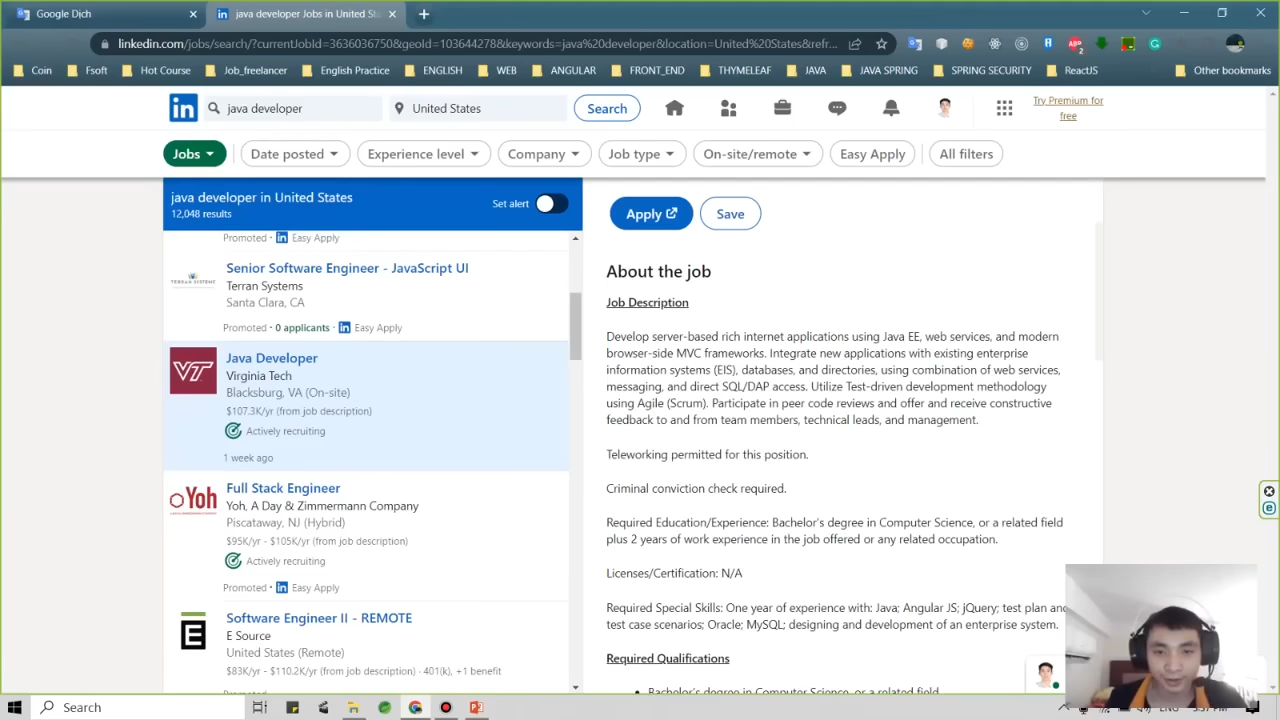 Google Dịch
java developer Jobs in United Sta
linkedin.com/jobs/search/?currentJobId=3636036750&geoId=103644278&keywords=java%20developer&location=United%20States&refr...
Coin
Fsoft
Hot Course
Job_freelancer
English Practice
ENGLISH
WEB
ANGULAR
FRONT_END
THYMELEAF
JAVA
JAVA SPRING
SPRING SECURITY
ReactJS
Other bookmarks
in
java developer
United States
Search
Try Premium for
free
Jobs
Date posted
Experience level
Company
Job type
On-site/remote
Easy Apply
All filters
java developer in United States
12,048 results
Set alert
Promoted • Easy Apply
TERRAN SYSTEMS
Senior Software Engineer - JavaScript UI
Terran Systems
Santa Clara, CA
Promoted • 0 applicants • Easy Apply
VT
Java Developer
Virginia Tech
Blacksburg, VA (On-site)
$107.3K/yr (from job description)
Actively recruiting
1 week ago
Yoh
Full Stack Engineer
Yoh, A Day & Zimmermann Company
Piscataway, NJ (Hybrid)
$95K/yr - $105K/yr (from job description)
Actively recruiting
Promoted • Easy Apply
E
Software Engineer II - REMOTE
E Source
United States (Remote)
$83K/yr - $110.2K/yr (from job description) · 401(k), +1 benefit
Apply
Save
About the job
Job Description
Develop server-based rich internet applications using Java EE, web services, and modern
browser-side MVC frameworks. Integrate new applications with existing enterprise
information systems (EIS), databases, and directories, using combination of web services,
messaging, and direct SQL/DAP access. Utilize Test-driven development methodology
using Agile (Scrum). Participate in peer code reviews and offer and receive constructive
feedback to and from team members, technical leads, and management.
Teleworking permitted for this position.
Criminal conviction check required.
Required Education/Experience: Bachelor's degree in Computer Science, or a related field
plus 2 years of work experience in the job offered or any related occupation.
Licenses/Certification: N/A
Required Special Skills: One year of experience with: Java; Angular JS; jQuery; test plan and
test case scenarios; Oracle; MySQL; designing and development of an enterprise system.
Required Qualifications
Bachelor's degree in Computer Science, or a related field
Search
ENG